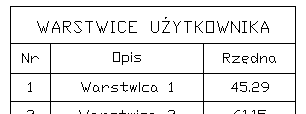 WARSTWICE UŻYTKOWNIKA
Nr Opis Rzędna
1 Warstwica 1 45.29